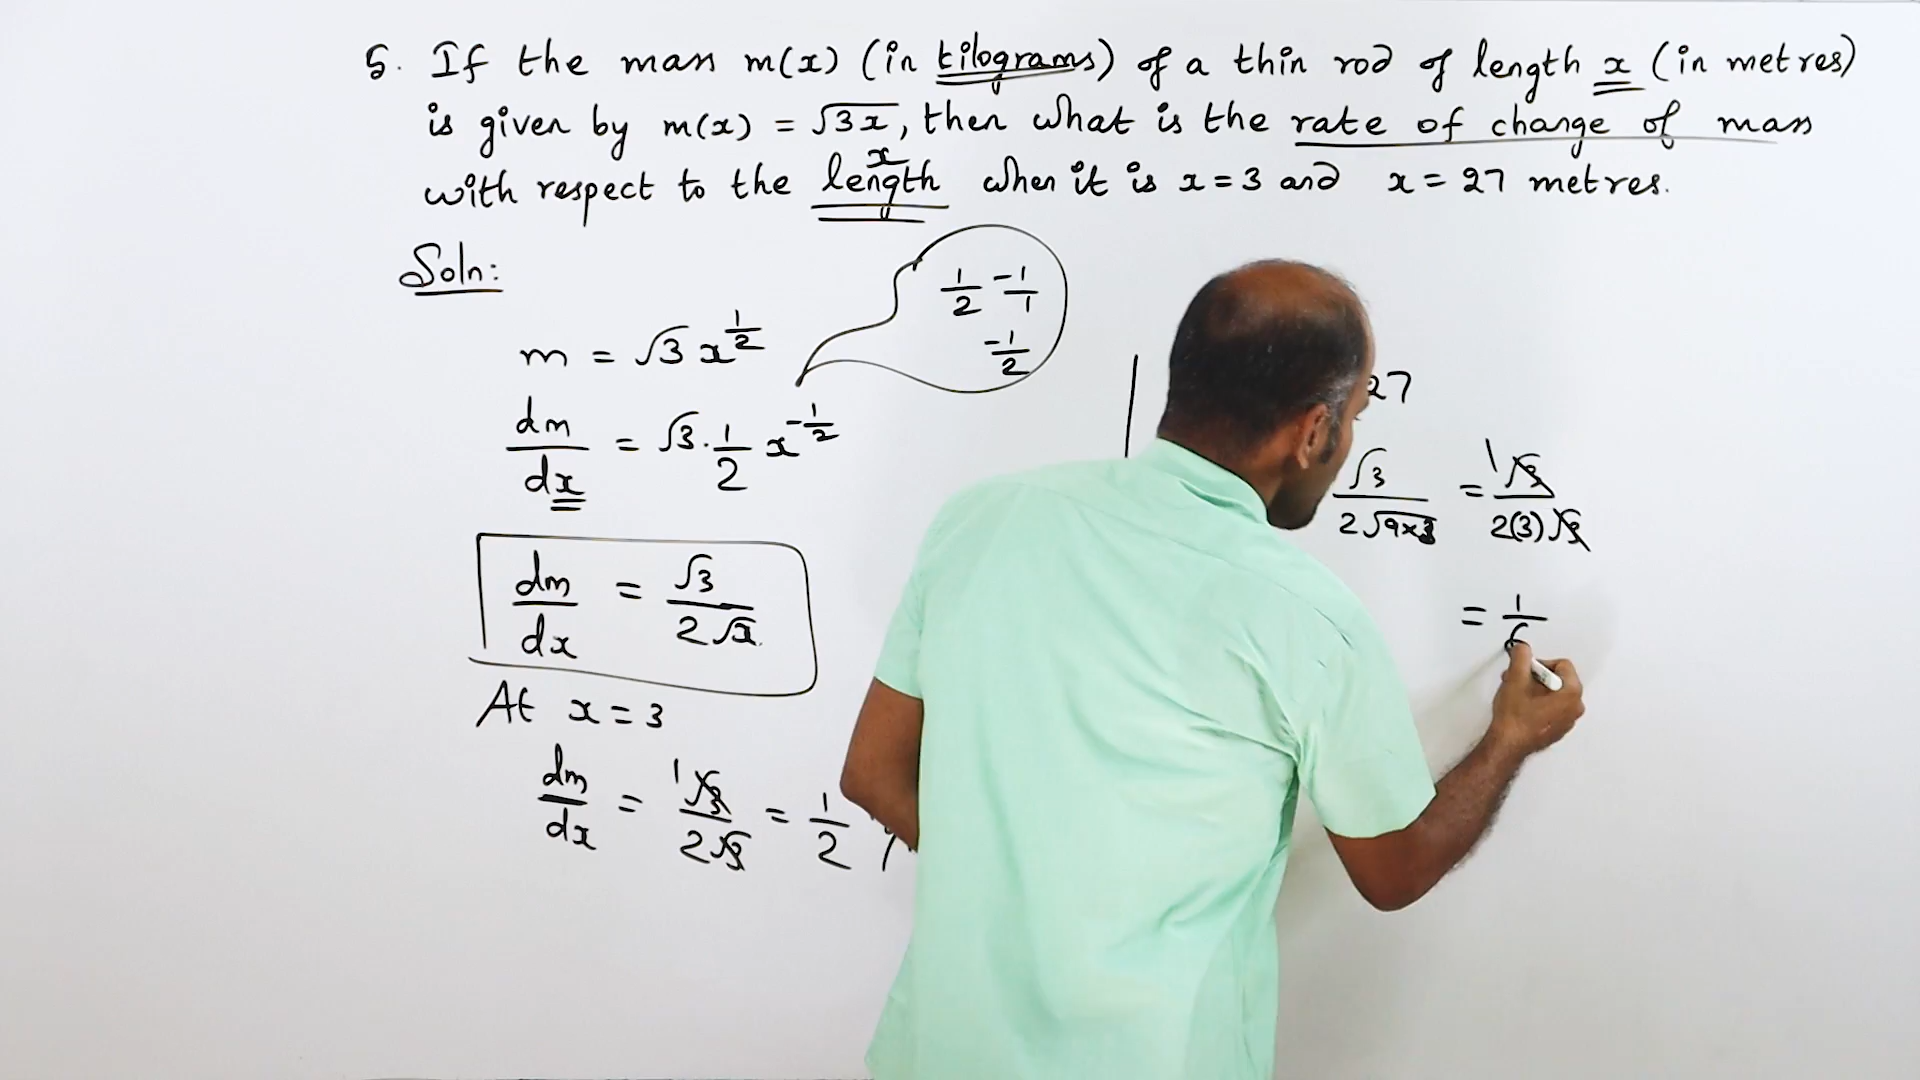 5. If the mass m(x) (in kilograms) of a thin rod of length x (in metres)
is given by m(x) = √3x, then what is the rate of change of mass
with respect to the length when it is x = 3 and x = 27 metres.
x
Soln:
m = √3 x^(1/2)
dm/dx = √3 · 1/2 x^(-1/2)
1/2 - 1/1
-1/2
dm/dx = √3/(2√x)
At x = 3
dm/dx = 1 √3/(2√3) = 1/2
27
√3/(2√9×3) = 1 √3/(2(3)√3)
= 1/